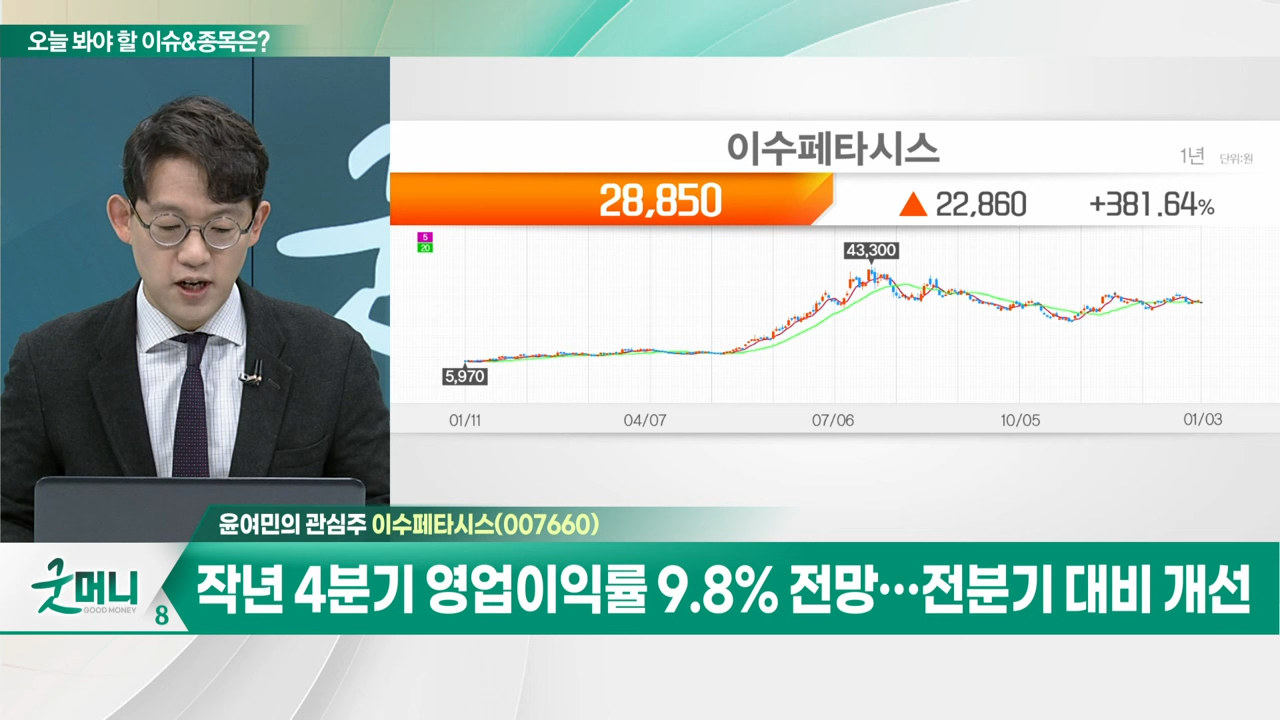 오늘 봐야 할 이슈&종목은?
이수페타시스
1년 단위:원
28,850 ▲ 22,860 +381.64%
5
20
43,300
5,970
01/11 04/07 07/06 10/05 01/03
윤여민의 관심주 이수페타시스(007660)
굿머니
GOOD MONEY
8
작년 4분기 영업이익률 9.8% 전망…전분기 대비 개선